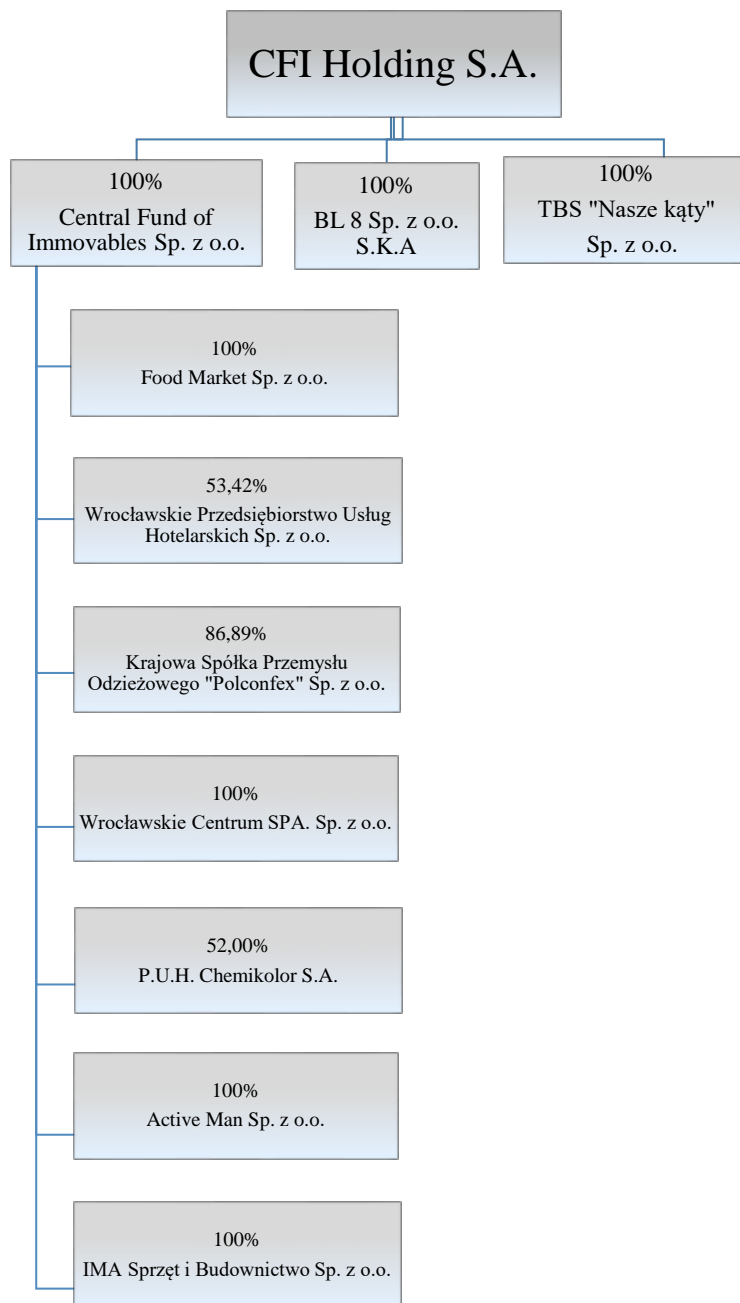 CFI Holding S.A.
100%
Central Fund of
Immovables Sp. z o.o.
100%
BL 8 Sp. z o.o.
S.K.A
100%
TBS "Nasze kąty"
Sp. z o.o.
100%
Food Market Sp. z o.o.
53,42%
Wrocławskie Przedsiębiorstwo Usług
Hotelarskich Sp. z o.o.
86,89%
Krajowa Spółka Przemysłu
Odzieżowego "Polconfex" Sp. z o.o.
100%
Wrocławskie Centrum SPA. Sp. z o.o.
52,00%
P.U.H. Chemikolor S.A.
100%
Active Man Sp. z o.o.
100%
IMA Sprzęt i Budownictwo Sp. z o.o.